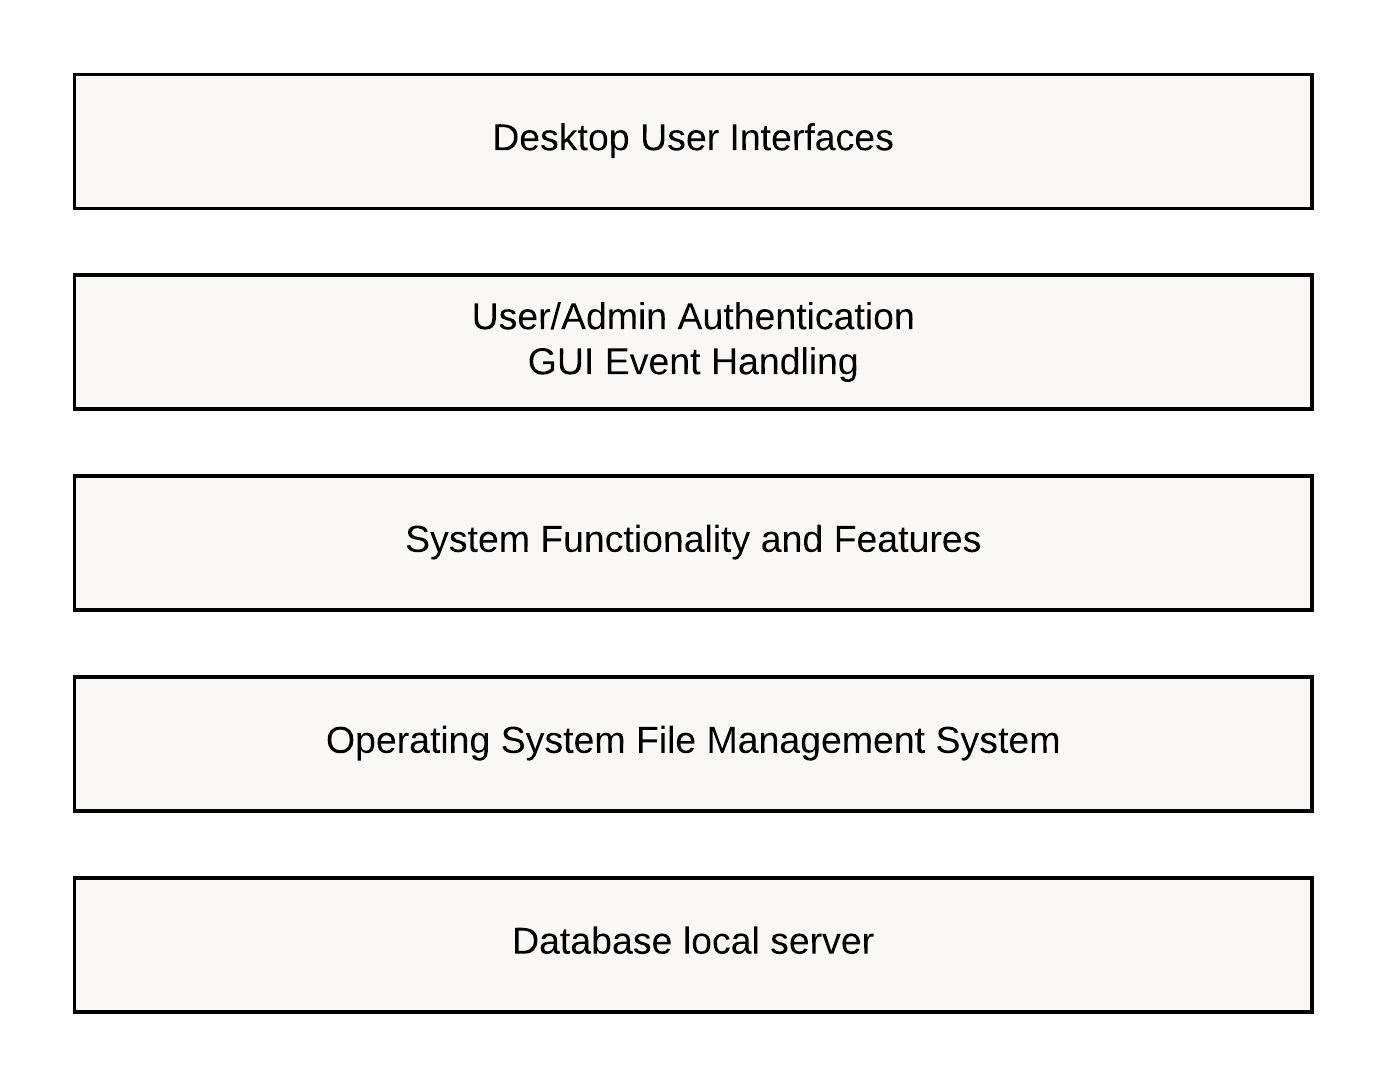 Desktop User Interfaces
User/Admin Authentication
GUI Event Handling
System Functionality and Features
Operating System File Management System
Database local server